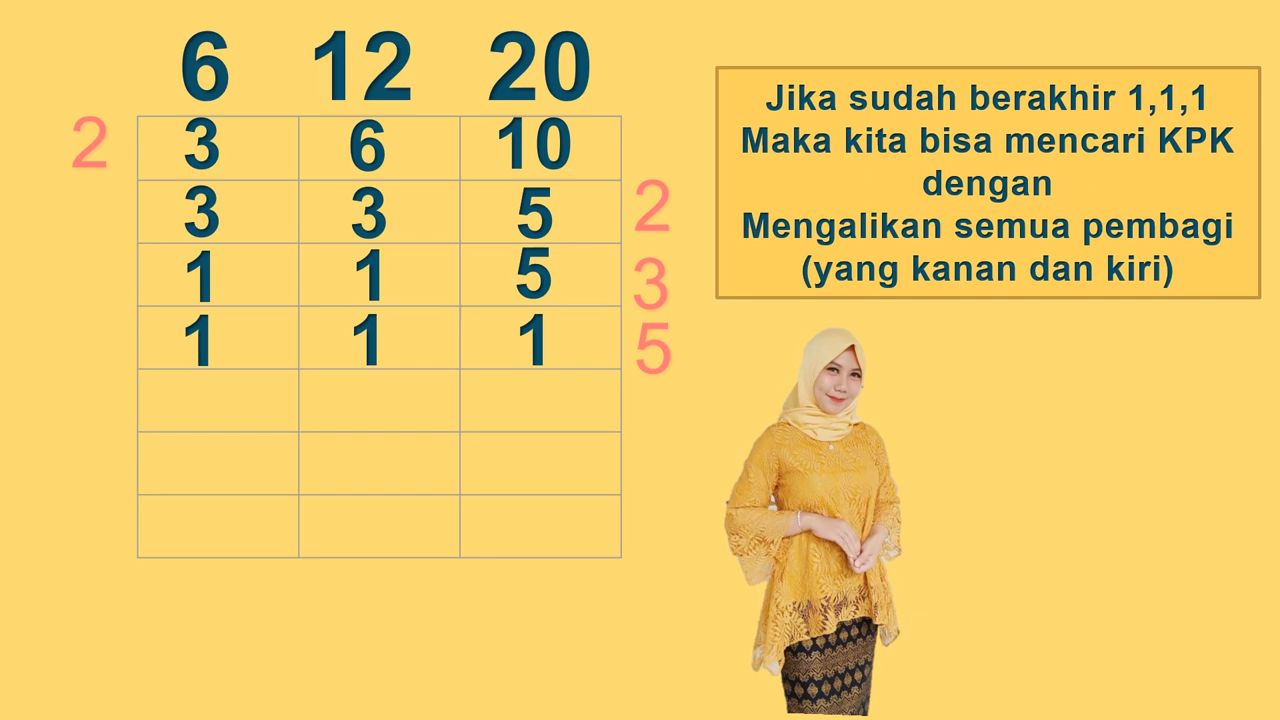 6 12 20
2 3 6 10
3 3 5 2
1 1 5 3
1 1 1 5
Jika sudah berakhir 1,1,1
Maka kita bisa mencari KPK
dengan
Mengalikan semua pembagi
(yang kanan dan kiri)